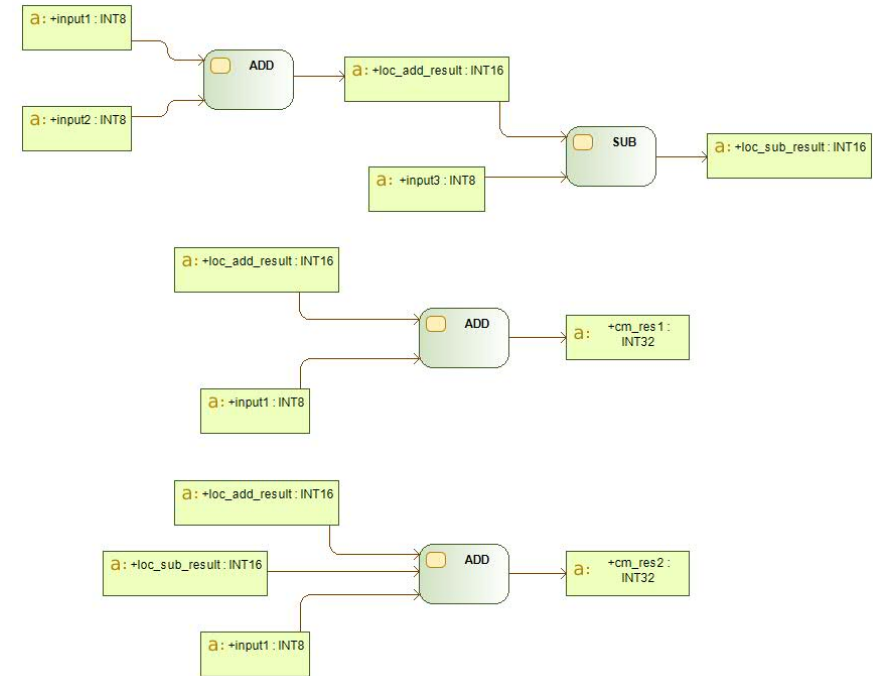 a: +input1 : INT8
ADD
a: +loc_add_result : INT16
a: +input2 : INT8
SUB
a: +loc_sub_result : INT16
a: +input3 : INT8
a: +loc_add_result : INT16
ADD
a: +cm_res1 :
INT32
a: +input1 : INT8
a: +loc_add_result : INT16
a: +loc_sub_result : INT16
ADD
a: +cm_res2 :
INT32
a: +input1 : INT8